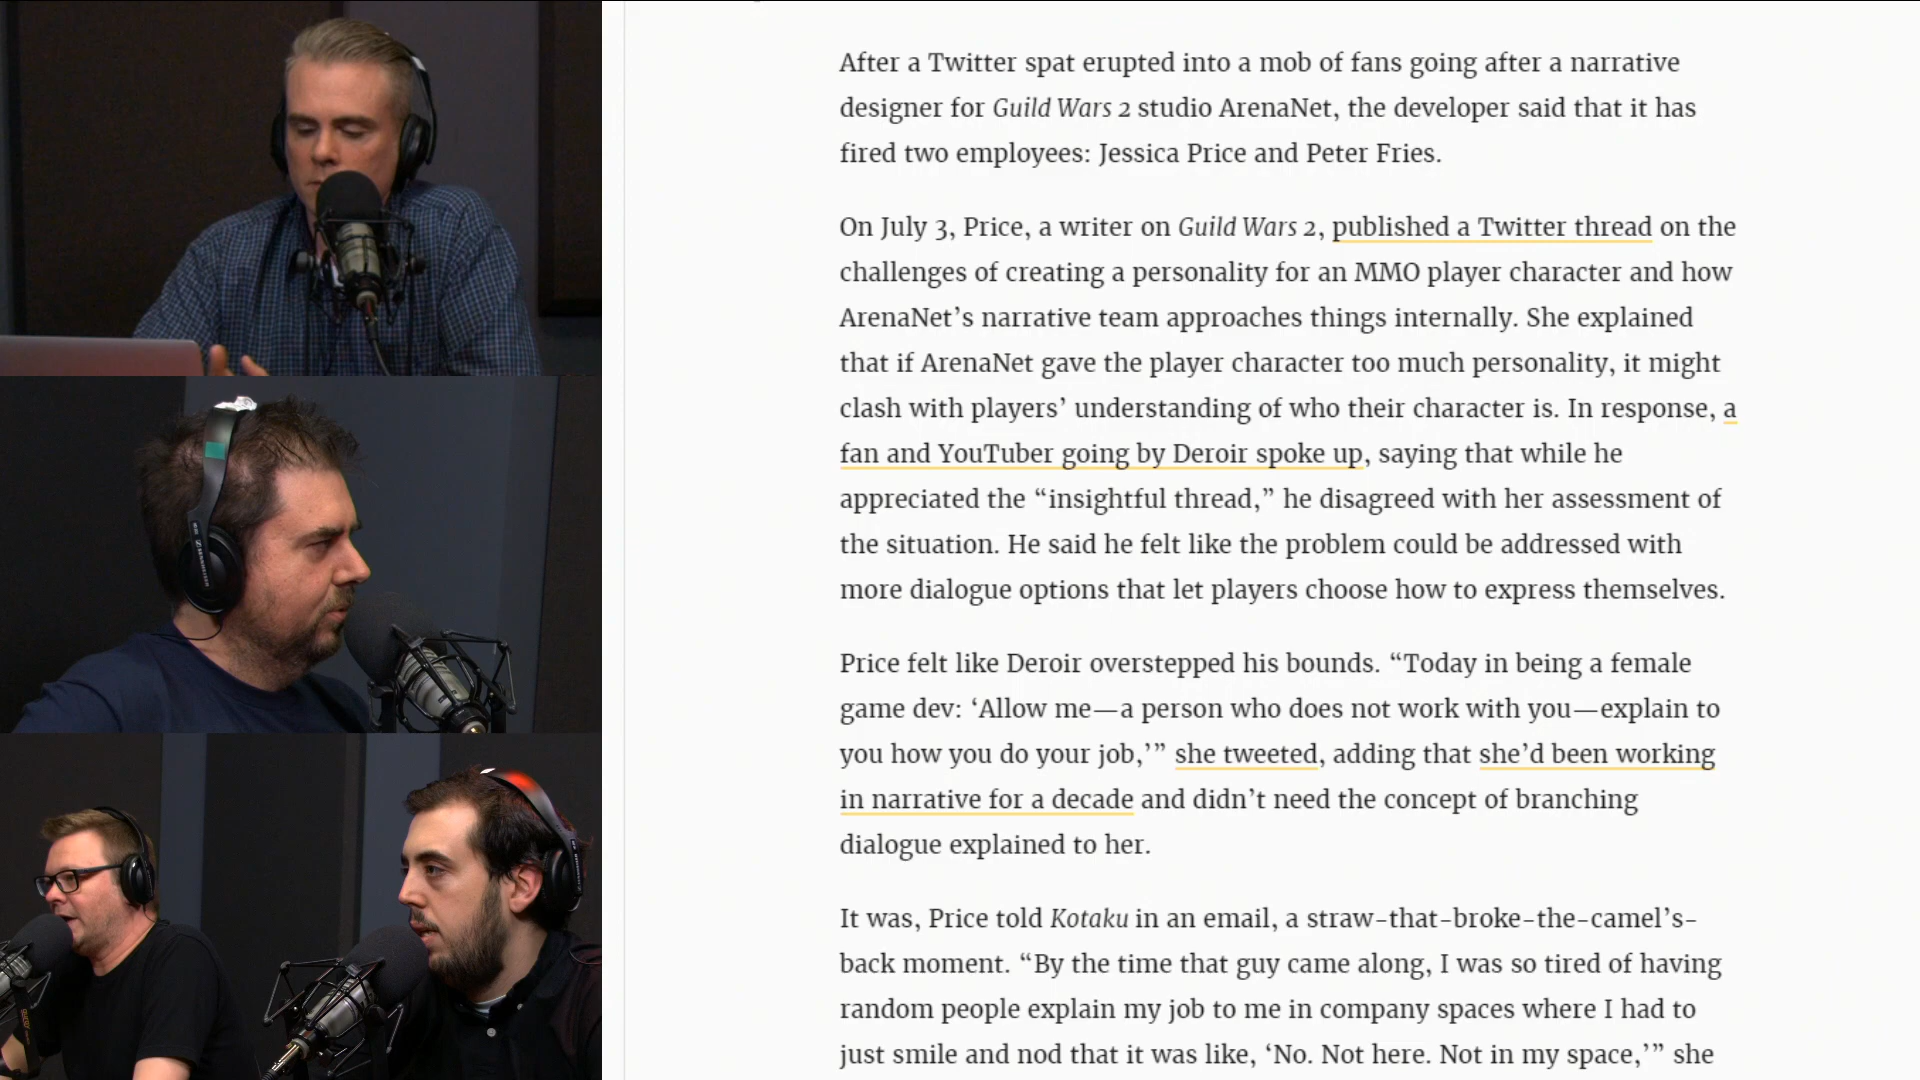 After a Twitter spat erupted into a mob of fans going after a narrative
designer for Guild Wars 2 studio ArenaNet, the developer said that it has
fired two employees: Jessica Price and Peter Fries.
On July 3, Price, a writer on Guild Wars 2, published a Twitter thread on the
challenges of creating a personality for an MMO player character and how
ArenaNet’s narrative team approaches things internally. She explained
that if ArenaNet gave the player character too much personality, it might
clash with players’ understanding of who their character is. In response, a
fan and YouTuber going by Deroir spoke up, saying that while he
appreciated the “insightful thread,” he disagreed with her assessment of
the situation. He said he felt like the problem could be addressed with
more dialogue options that let players choose how to express themselves.
Price felt like Deroir overstepped his bounds. “Today in being a female
game dev: ‘Allow me—a person who does not work with you—explain to
you how you do your job,’” she tweeted, adding that she’d been working
in narrative for a decade and didn’t need the concept of branching
dialogue explained to her.
It was, Price told Kotaku in an email, a straw-that-broke-the-camel’s-
back moment. “By the time that guy came along, I was so tired of having
random people explain my job to me in company spaces where I had to
just smile and nod that it was like, ‘No. Not here. Not in my space,’” she